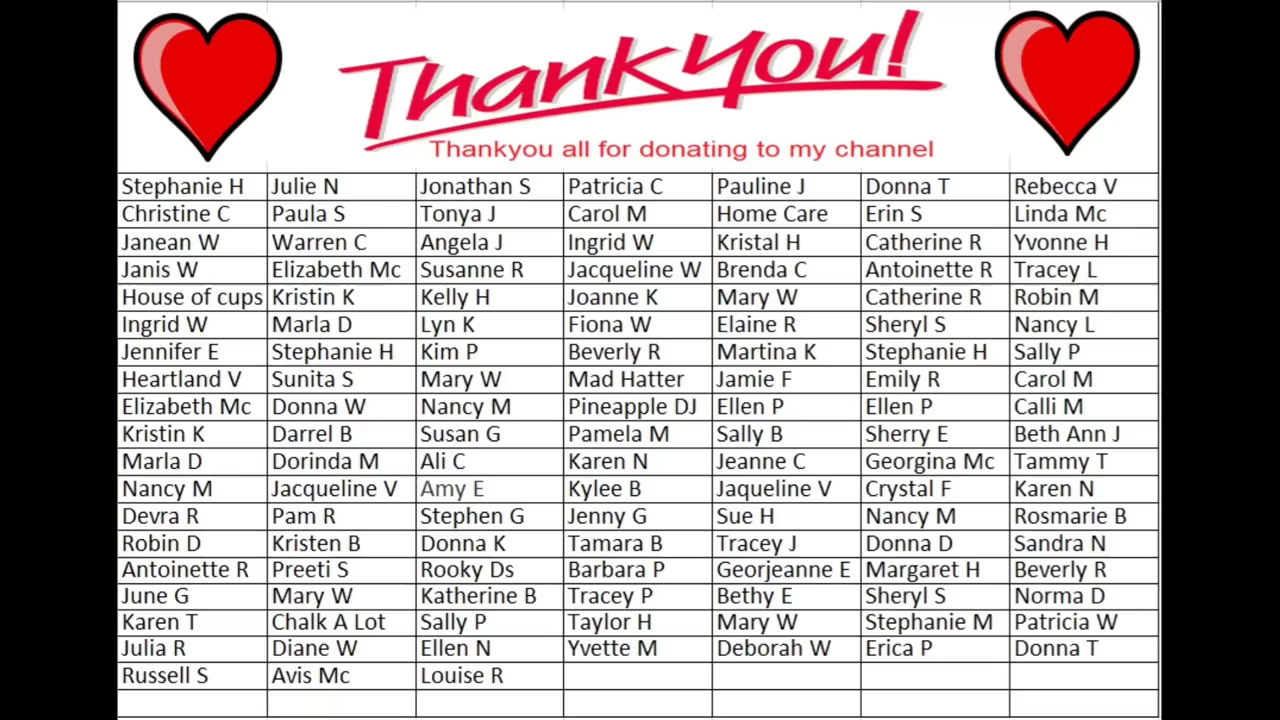 Thank you!
Thankyou all for donating to my channel
Stephanie H Julie N Jonathan S Patricia C Pauline J Donna T Rebecca V
Christine C Paula S Tonya J Carol M Home Care Erin S Linda Mc
Janean W Warren C Angela J Ingrid W Kristal H Catherine R Yvonne H
Janis W Elizabeth Mc Susanne R Jacqueline W Brenda C Antoinette R Tracey L
House of cups Kristin K Kelly H Joanne K Mary W Catherine R Robin M
Ingrid W Marla D Lyn K Fiona W Elaine R Sheryl S Nancy L
Jennifer E Stephanie H Kim P Beverly R Martina K Stephanie H Sally P
Heartland V Sunita S Mary W Mad Hatter Jamie F Emily R Carol M
Elizabeth Mc Donna W Nancy M Pineapple DJ Ellen P Ellen P Calli M
Kristin K Darrel B Susan G Pamela M Sally B Sherry E Beth Ann J
Marla D Dorinda M Ali C Karen N Jeanne C Georgina Mc Tammy T
Nancy M Jacqueline V Amy E Kylee B Jaqueline V Crystal F Karen N
Devra R Pam R Stephen G Jenny G Sue H Nancy M Rosmarie B
Robin D Kristen B Donna K Tamara B Tracey J Donna D Sandra N
Antoinette R Preeti S Rooky Ds Barbara P Georjeanne E Margaret H Beverly R
June G Mary W Katherine B Tracey P Bethy E Sheryl S Norma D
Karen T Chalk A Lot Sally P Taylor H Mary W Stephanie M Patricia W
Julia R Diane W Ellen N Yvette M Deborah W Erica P Donna T
Russell S Avis Mc Louise R